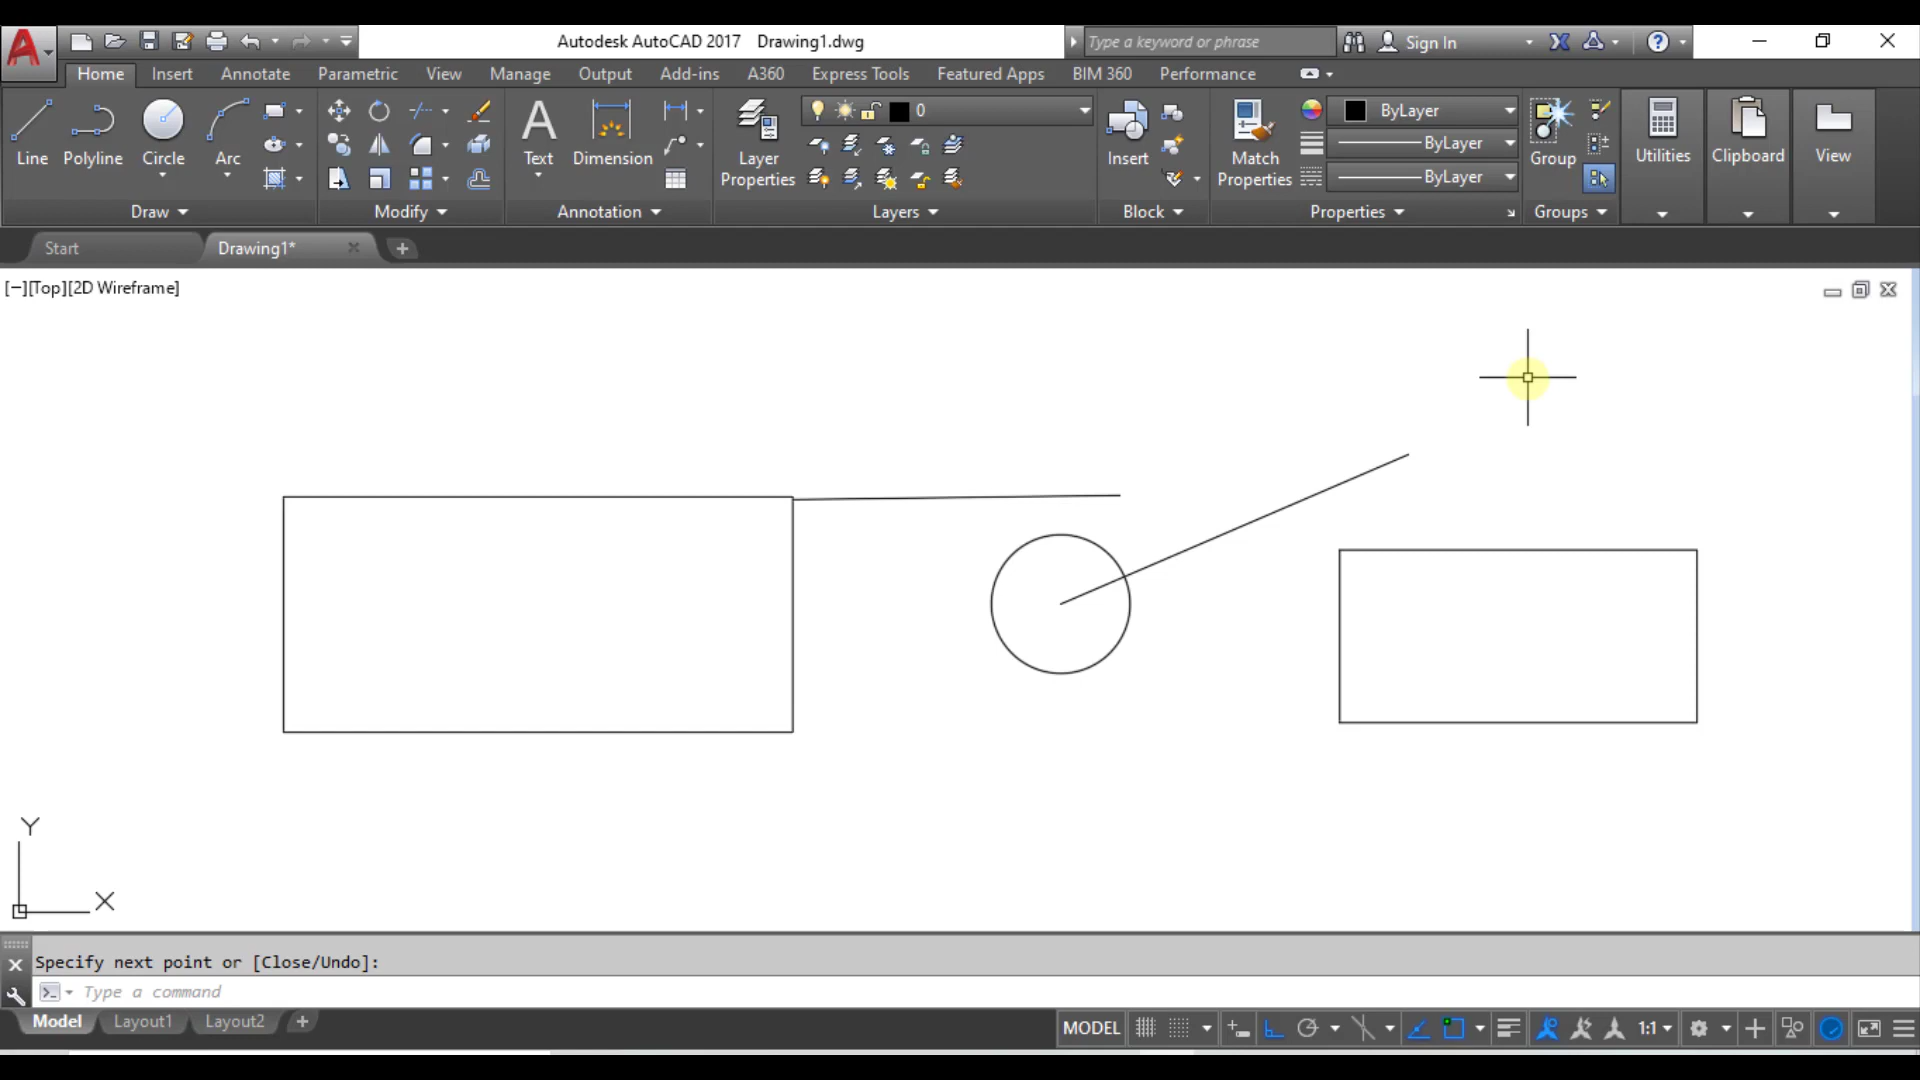 Autodesk AutoCAD 2017 Drawing1.dwg
Type a keyword or phrase
Sign In
Home Insert Annotate Parametric View Manage Output Add-ins A360 Express Tools Featured Apps BIM 360 Performance
0
ByLayer
ByLayer
ByLayer
Line Polyline Circle Arc
Text Dimension
Layer Properties
Insert
Match Properties
Group
Utilities
Clipboard
View
Draw Modify Annotation Layers Block Properties Groups
Start Drawing1*
[−][Top][2D Wireframe]
Y
X
Specify next point or [Close/Undo]:
Type a command
Model Layout1 Layout2
MODEL 1:1